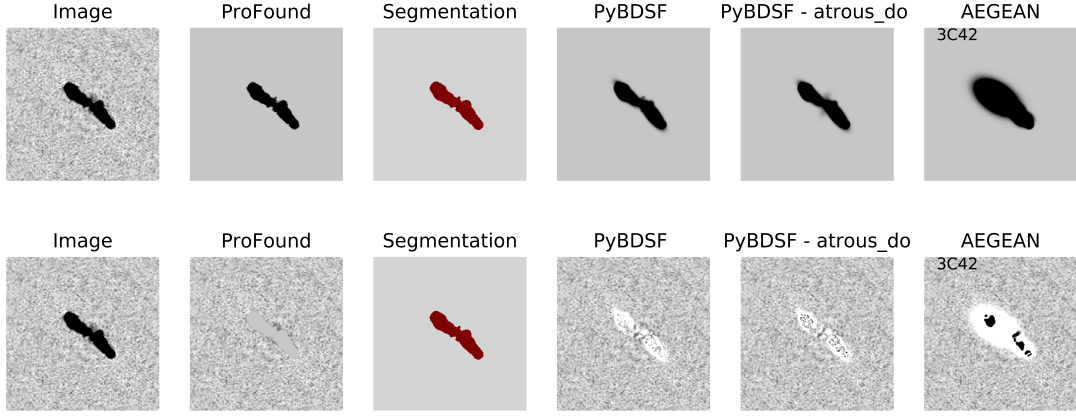 Image ProFound Segmentation PyBDSF PyBDSF - atrous_do AEGEAN
3C42
Image ProFound Segmentation PyBDSF PyBDSF - atrous_do AEGEAN
3C42